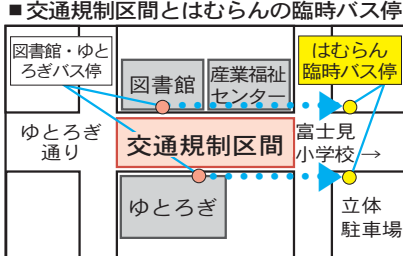 ■交通規制区間とはむらんの臨時バス停
図書館・ゆと
ろぎバス停
図書館
産業福祉
センター
はむらん
臨時バス停
ゆとろぎ
通り
交通規制区間
富士見
小学校→
ゆとろぎ
立体
駐車場